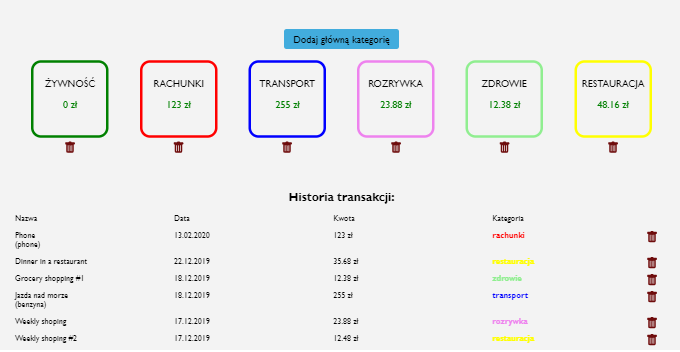 Dodaj główną kategorię
ŻYWNOŚĆ RACHUNKI TRANSPORT ROZRYWKA ZDROWIE RESTAURACJA
0 zł 123 zł 255 zł 23.88 zł 12.38 zł 48.16 zł
Historia transakcji:
Nazwa Data Kwota Kategoria
Phone 13.02.2020 123 zł rachunki
(phone)
Dinner in a restaurant 22.12.2019 35.68 zł restauracja
Grocery shopping #1 18.12.2019 12.38 zł zdrowie
Jazda nad morze 18.12.2019 255 zł transport
(benzyna)
Weekly shoping 17.12.2019 23.88 zł rozrywka
Weekly shoping #2 17.12.2019 12.48 zł restauracja